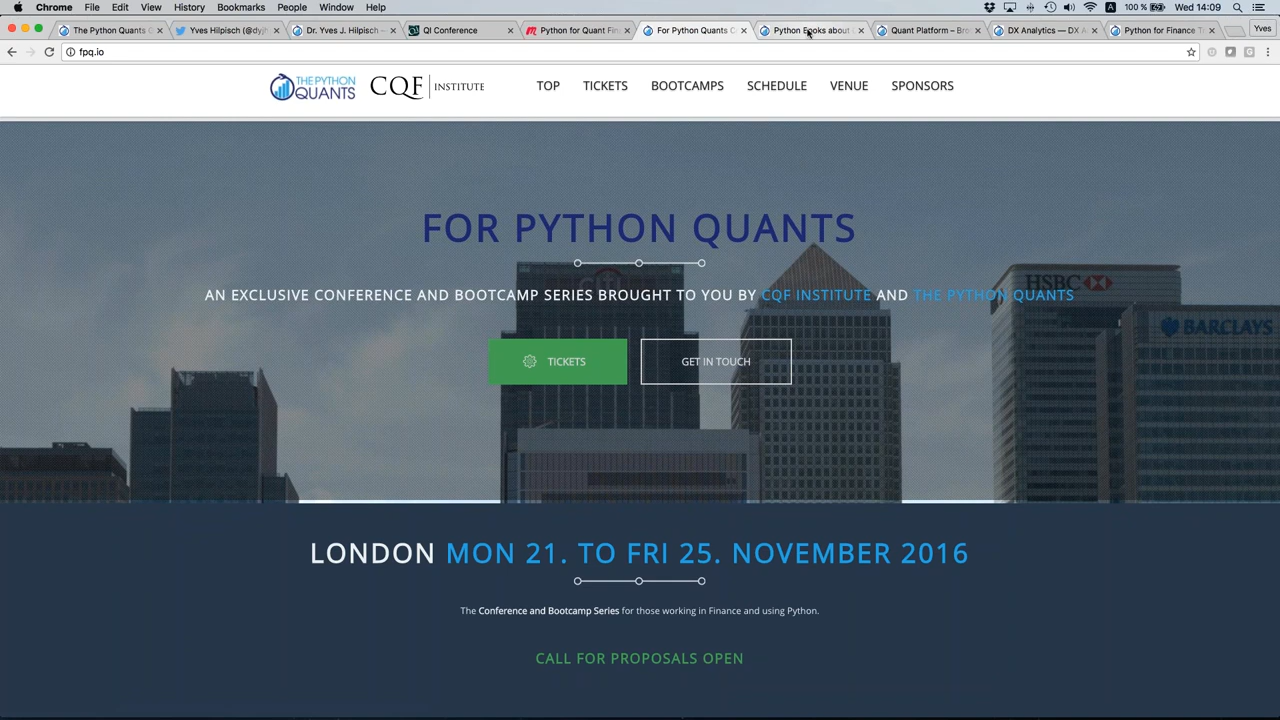 Chrome File Edit View History Bookmarks People Window Help 100 % Wed 14:09
The Python Quants G Yves Hilpisch (@dyjh Dr. Yves J. Hilpisch – QI Conference Python for Quant Fin For Python Quants C Python Books about Quant Platform – Bro DX Analytics — DX A Python for Finance T Yves
fpq.io
THE PYTHON
QUANTS
CQF INSTITUTE
TOP TICKETS BOOTCAMPS SCHEDULE VENUE SPONSORS
FOR PYTHON QUANTS
citi
HSBC
AN EXCLUSIVE CONFERENCE AND BOOTCAMP SERIES BROUGHT TO YOU BY CQF INSTITUTE AND THE PYTHON QUANTS
BARCLAYS
TICKETS GET IN TOUCH
LONDON MON 21. TO FRI 25. NOVEMBER 2016
The Conference and Bootcamp Series for those working in Finance and using Python.
CALL FOR PROPOSALS OPEN